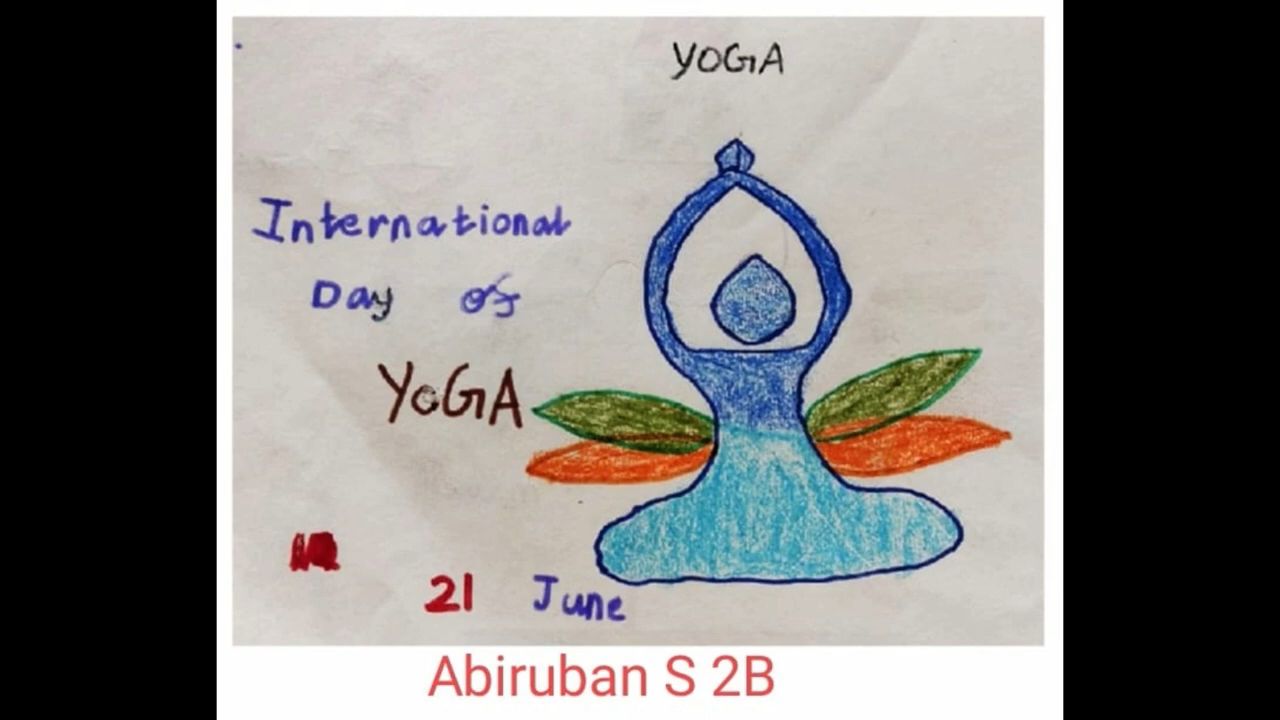 YOGA
International
Day of
YOGA
21 June
Abiruban S 2B